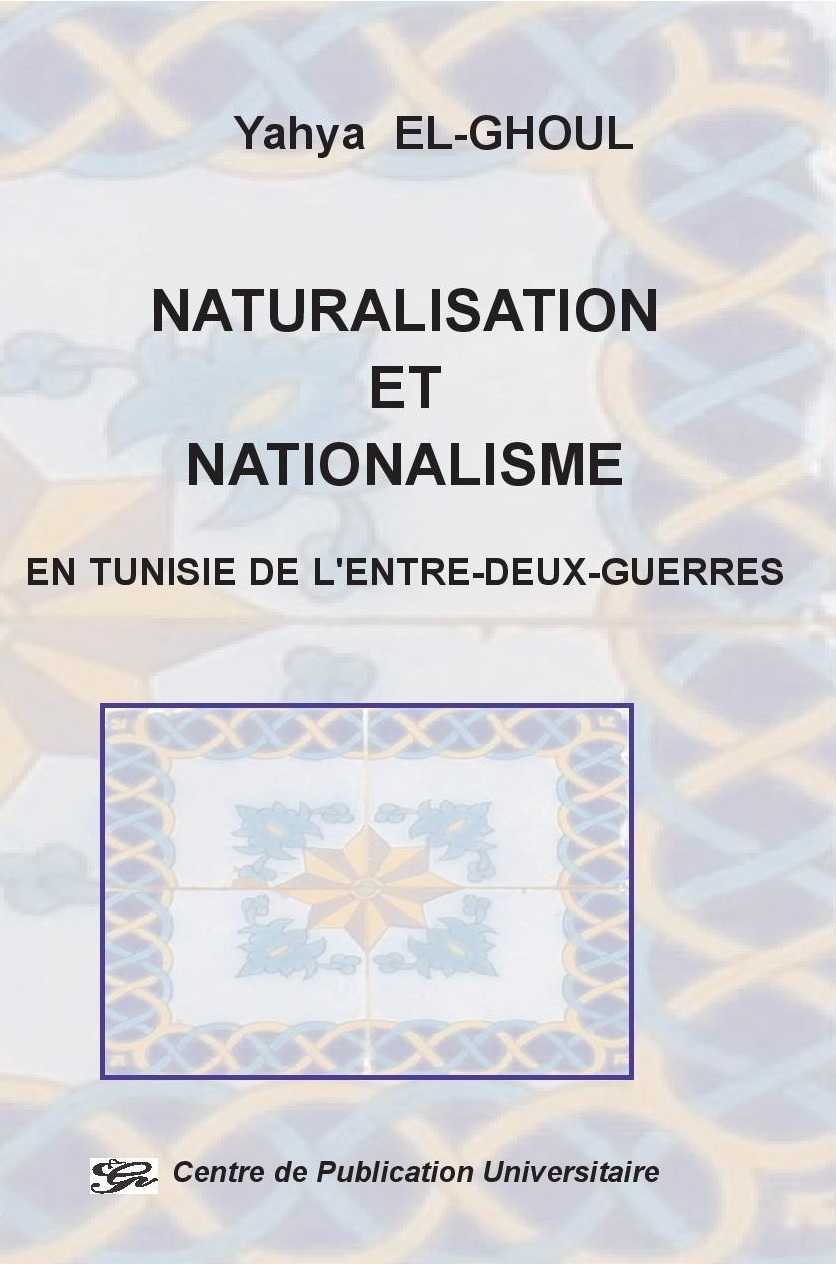 Yahya EL-GHOUL
NATURALISATION
ET
NATIONALISME
EN TUNISIE DE L'ENTRE-DEUX-GUERRES
Centre de Publication Universitaire